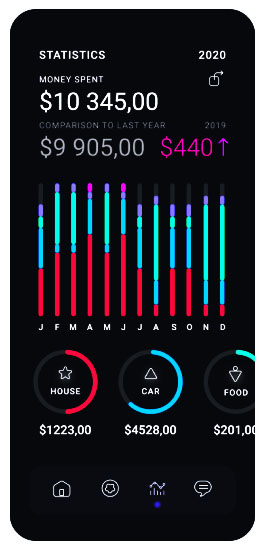 STATISTICS 2020
MONEY SPENT
$10 345,00
COMPARISON TO LAST YEAR 2019
$9 905,00 $440↑
J F M A M J J A S O N D
HOUSE CAR FOOD
$1223,00 $4528,00 $201,00